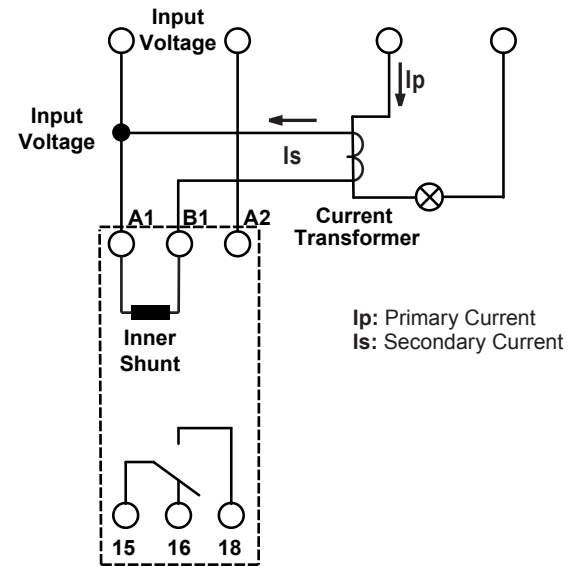 Input
Voltage
Ip
Input
Voltage
Is
A1 B1 A2
Current
Transformer
Ip: Primary Current
Is: Secondary Current
Inner
Shunt
15 16 18